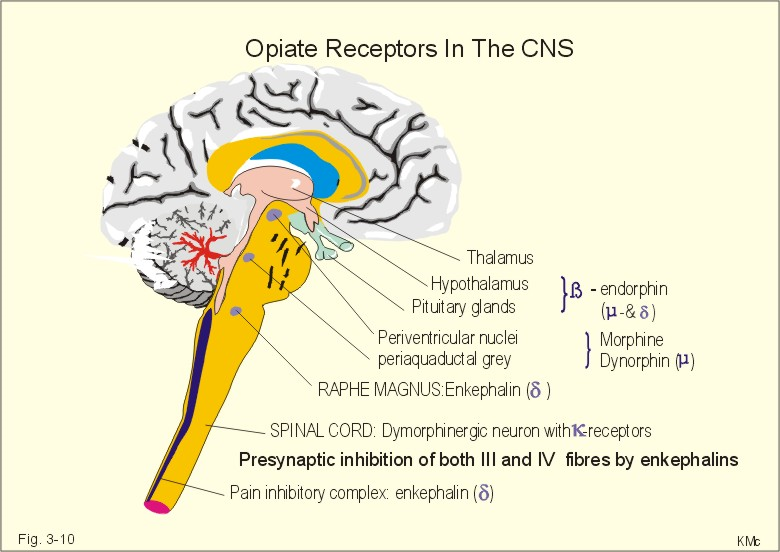 Opiate Receptors In The CNS
Thalamus
Hypothalamus
Pituitary glands
} ß - endorphin
(μ-& δ)
Periventricular nuclei
periaquaductal grey
} Morphine
Dynorphin (μ)
RAPHE MAGNUS:Enkephalin (δ )
SPINAL CORD: Dymorphinergic neuron with κ-receptors
Presynaptic inhibition of both III and IV fibres by enkephalins
Pain inhibitory complex: enkephalin (δ)
Fig. 3-10
KMc